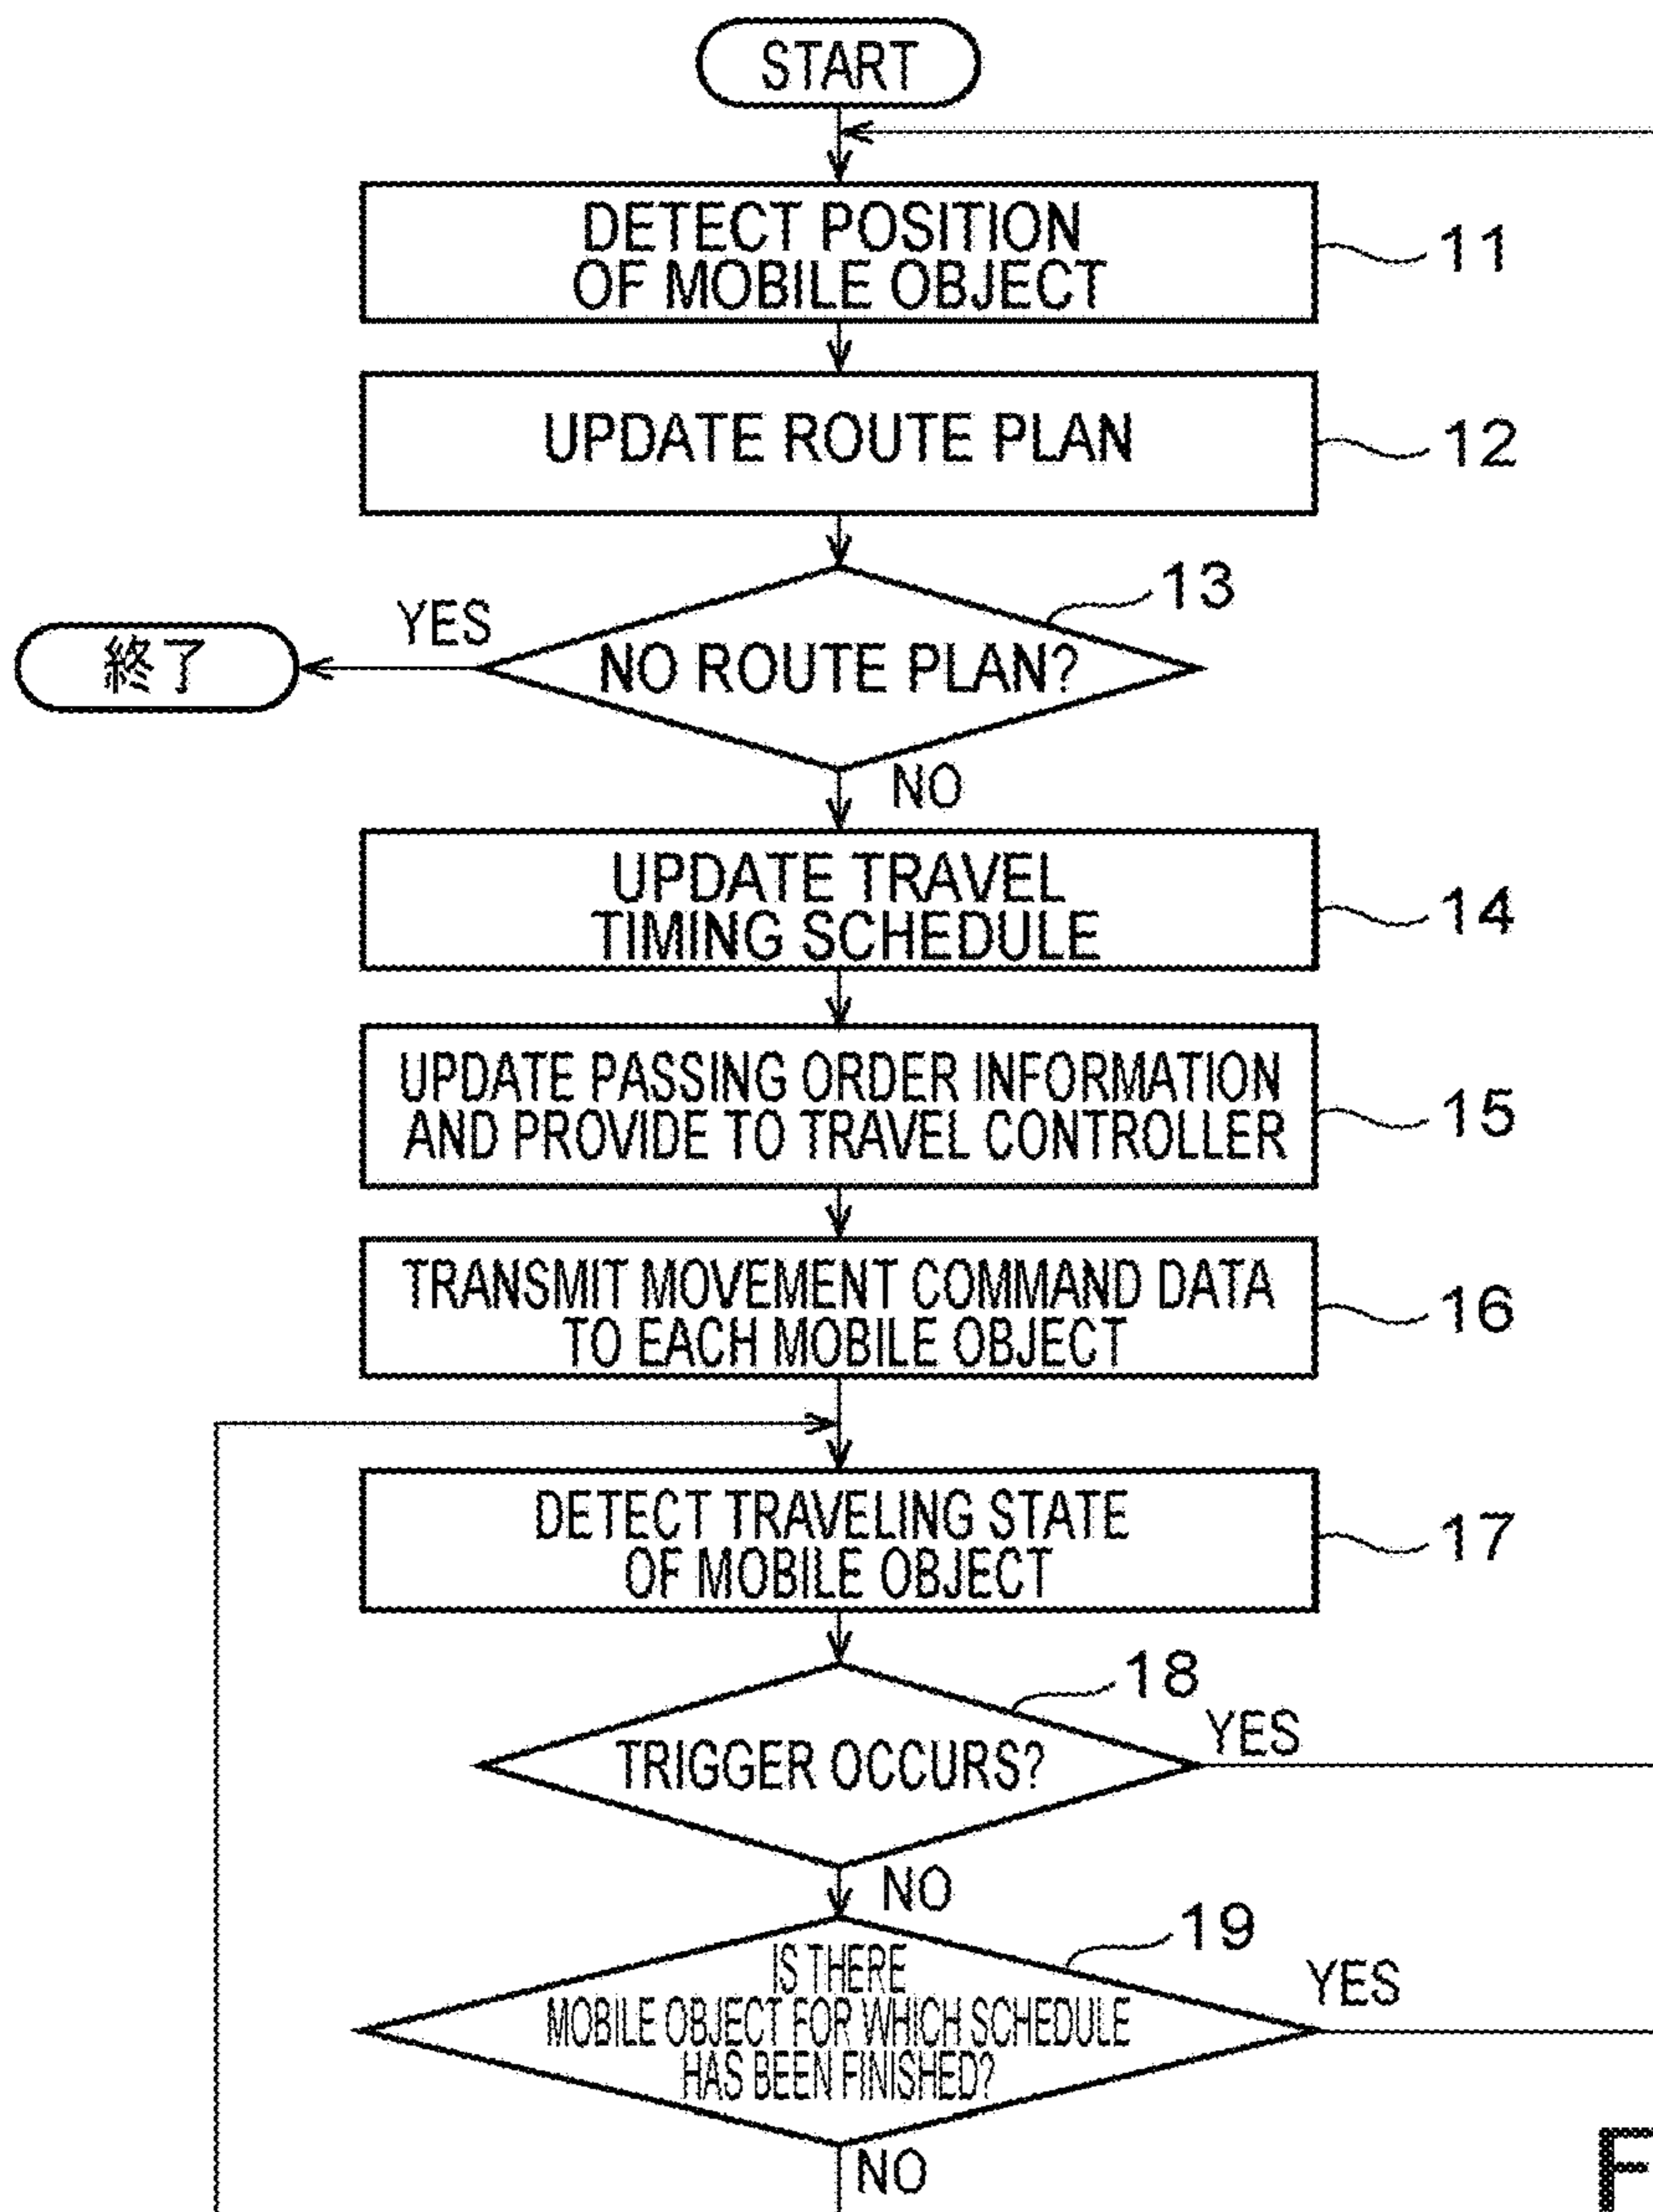 START
DETECT POSITION
OF MOBILE OBJECT
11
UPDATE ROUTE PLAN
12
13
YES
終了
NO ROUTE PLAN?
NO
UPDATE TRAVEL
TIMING SCHEDULE
14
UPDATE PASSING ORDER INFORMATION
AND PROVIDE TO TRAVEL CONTROLLER
15
TRANSMIT MOVEMENT COMMAND DATA
TO EACH MOBILE OBJECT
16
DETECT TRAVELING STATE
OF MOBILE OBJECT
17
18
YES
TRIGGER OCCURS?
NO
19
IS THERE
MOBILE OBJECT FOR WHICH SCHEDULE
HAS BEEN FINISHED?
YES
NO
F